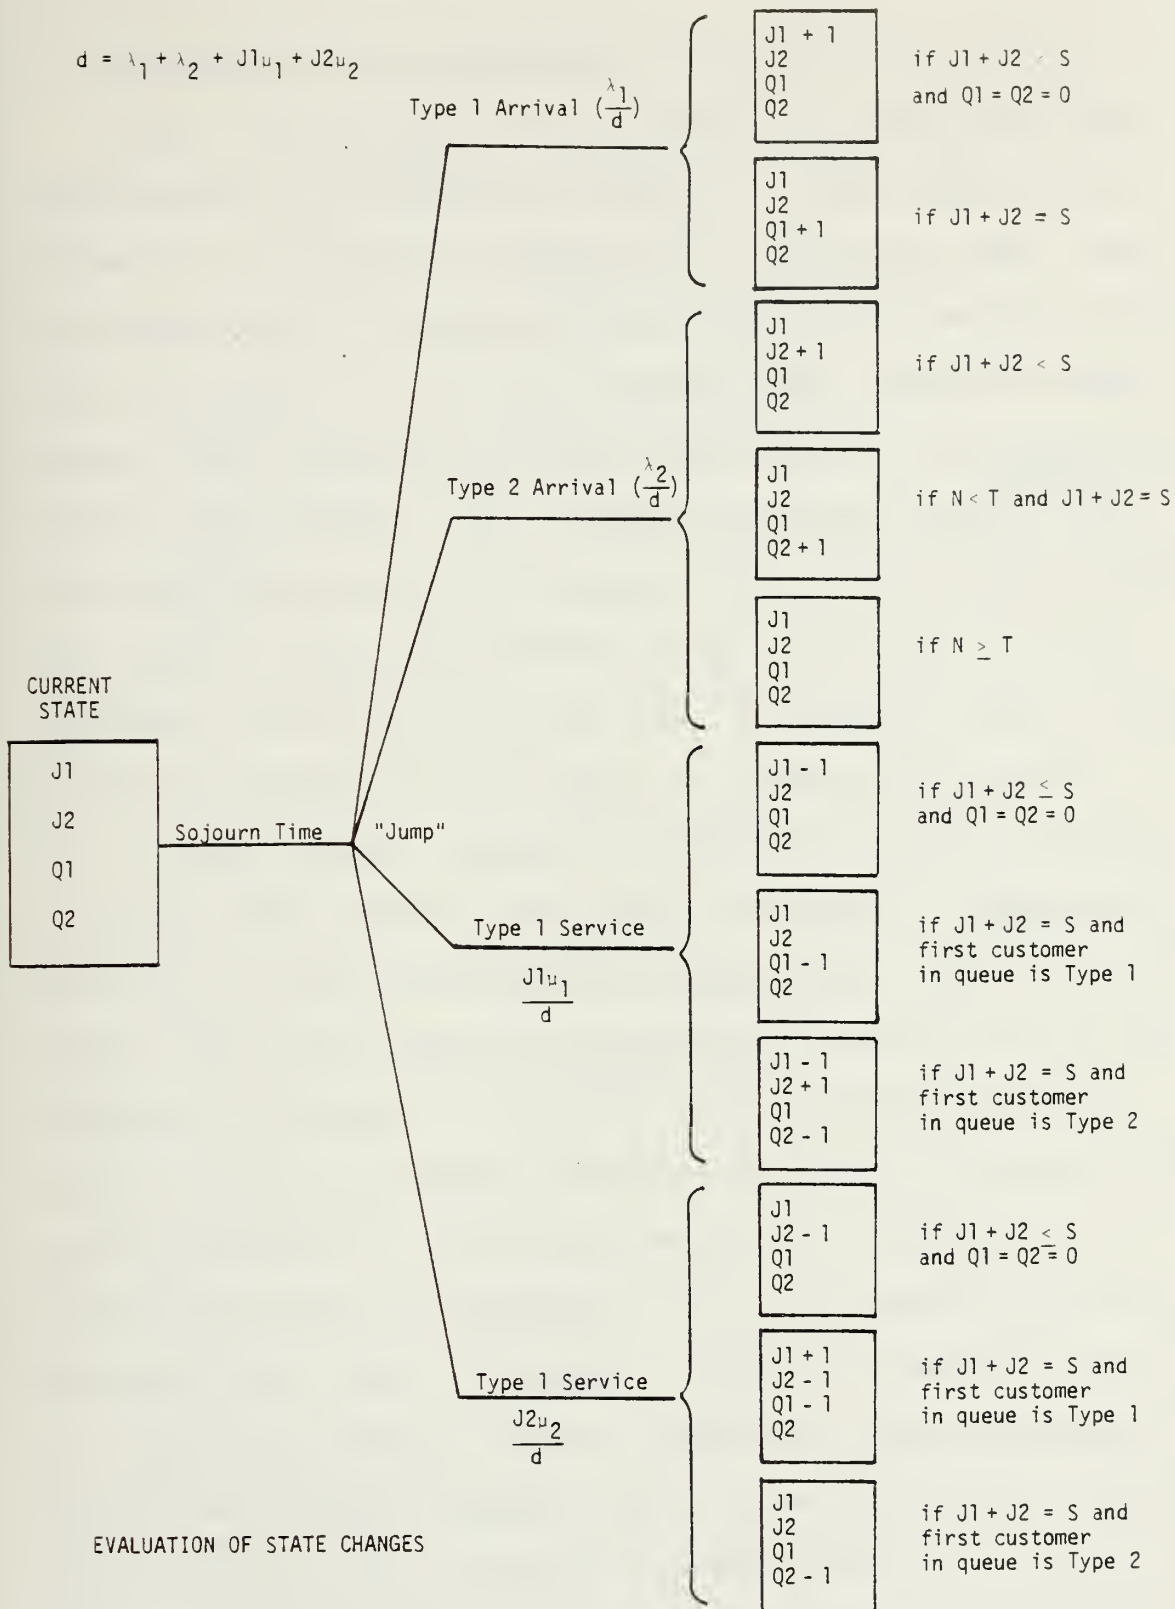 d = λ1 + λ2 + J1μ1 + J2μ2
Type 1 Arrival (λ1/d)
J1 + 1
J2
Q1
Q2
if J1 + J2 < S
and Q1 = Q2 = 0
J1
J2
Q1 + 1
Q2
if J1 + J2 = S
Type 2 Arrival (λ2/d)
J1
J2 + 1
Q1
Q2
if J1 + J2 < S
J1
J2
Q1
Q2 + 1
if N < T and J1 + J2 = S
J1
J2
Q1
Q2
if N ≥ T
CURRENT
STATE
J1
J2
Q1
Q2
Sojourn Time
"Jump"
Type 1 Service
J1μ1
d
J1 - 1
J2
Q1
Q2
if J1 + J2 ≤ S
and Q1 = Q2 = 0
J1
J2
Q1 - 1
Q2
if J1 + J2 = S and
first customer
in queue is Type 1
J1 - 1
J2 + 1
Q1
Q2 - 1
if J1 + J2 = S and
first customer
in queue is Type 2
Type 1 Service
J2μ2
d
J1
J2 - 1
Q1
Q2
if J1 + J2 ≤ S
and Q1 = Q2 = 0
J1 + 1
J2 - 1
Q1 - 1
Q2
if J1 + J2 = S and
first customer
in queue is Type 1
J1
J2
Q1
Q2 - 1
if J1 + J2 = S and
first customer
in queue is Type 2
EVALUATION OF STATE CHANGES